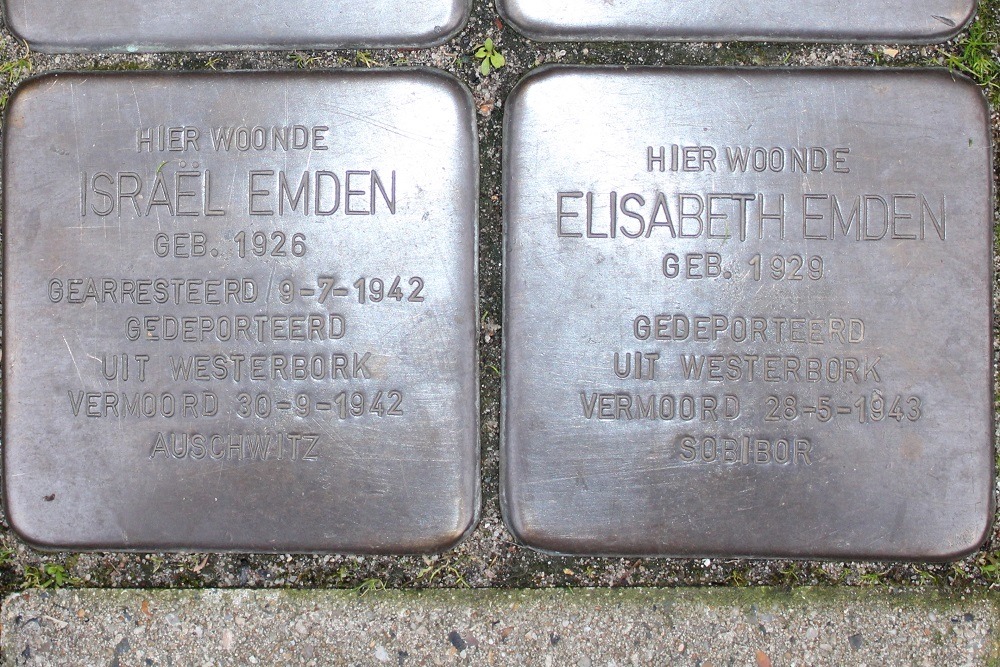 HIER WOONDE
ISRAËL EMDEN
GEB. 1926
GEARRESTEERD 9-7-1942
GEDEPORTEERD
UIT WESTERBORK
VERMOORD 30-9-1942
AUSCHWITZ
HIER WOONDE
ELISABETH EMDEN
GEB. 1929
GEDEPORTEERD
UIT WESTERBORK
VERMOORD 28-5-1943
SOBIBOR